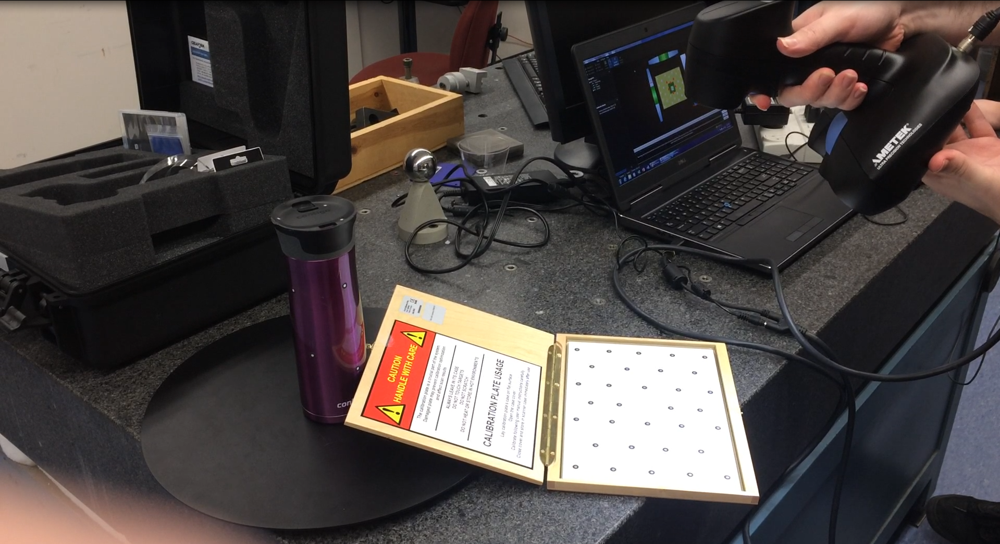 CREAFORM
AMETEK®
ULTRA PRECISION TECHNOLOGIES
DELL
CE
CAUTION
HANDLE WITH CARE
The calibration plate is a crucial part of the system.
Damaged plate may prevent calibration optimization
and affect scan results
ALWAYS LEAVE IN ITS CASE
DO NOT TOUCH TARGETS
DO NOT SCRATCH
DO NOT HEAT OR STORE IN HOT ENVIRONMENTS
CALIBRATION PLATE USAGE
Lay calibration plate's case on flat surface
Open the case cover
Calibrate following user manual instructions carefully
Close cover and store in scanner case immediately after use
con